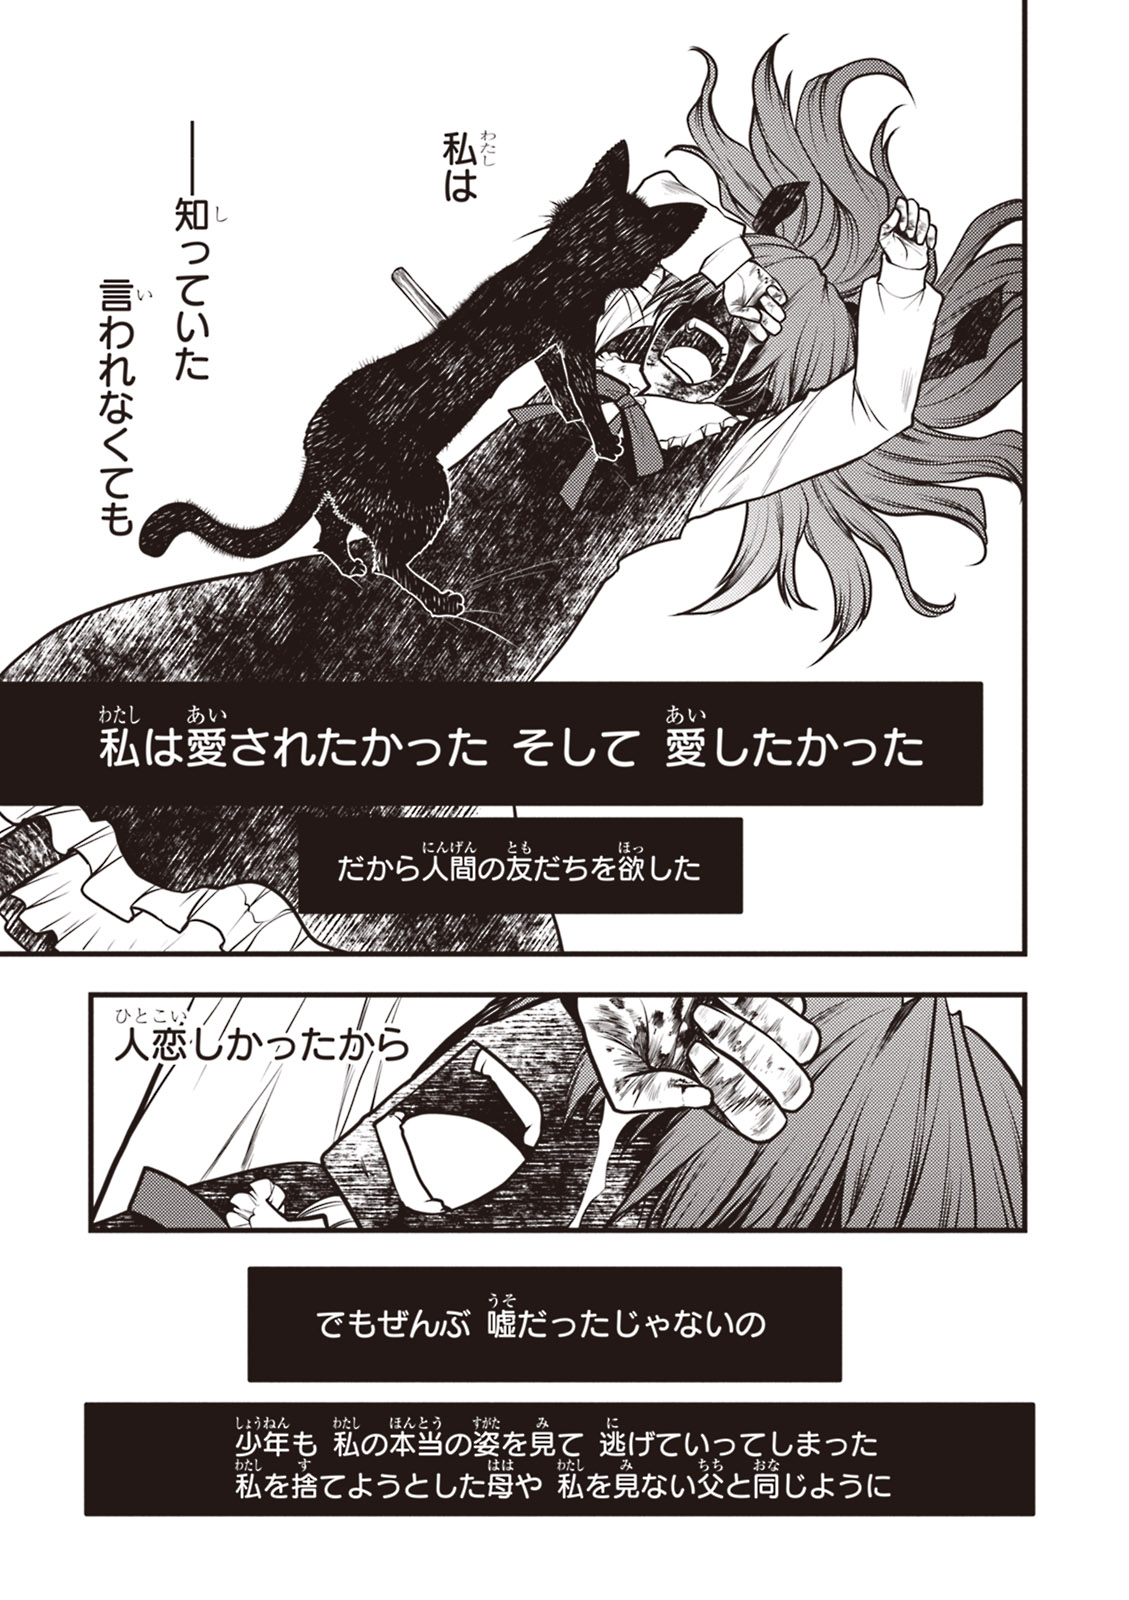 私は
――知っていた
言われなくても
私は愛されたかった そして 愛したかった
だから人間の友だちを欲した
人恋しかったから
でもぜんぶ 嘘だったじゃないの
少年も 私の本当の姿を見て 逃げていってしまった
私を捨てようとした母や 私を見ない父と同じように